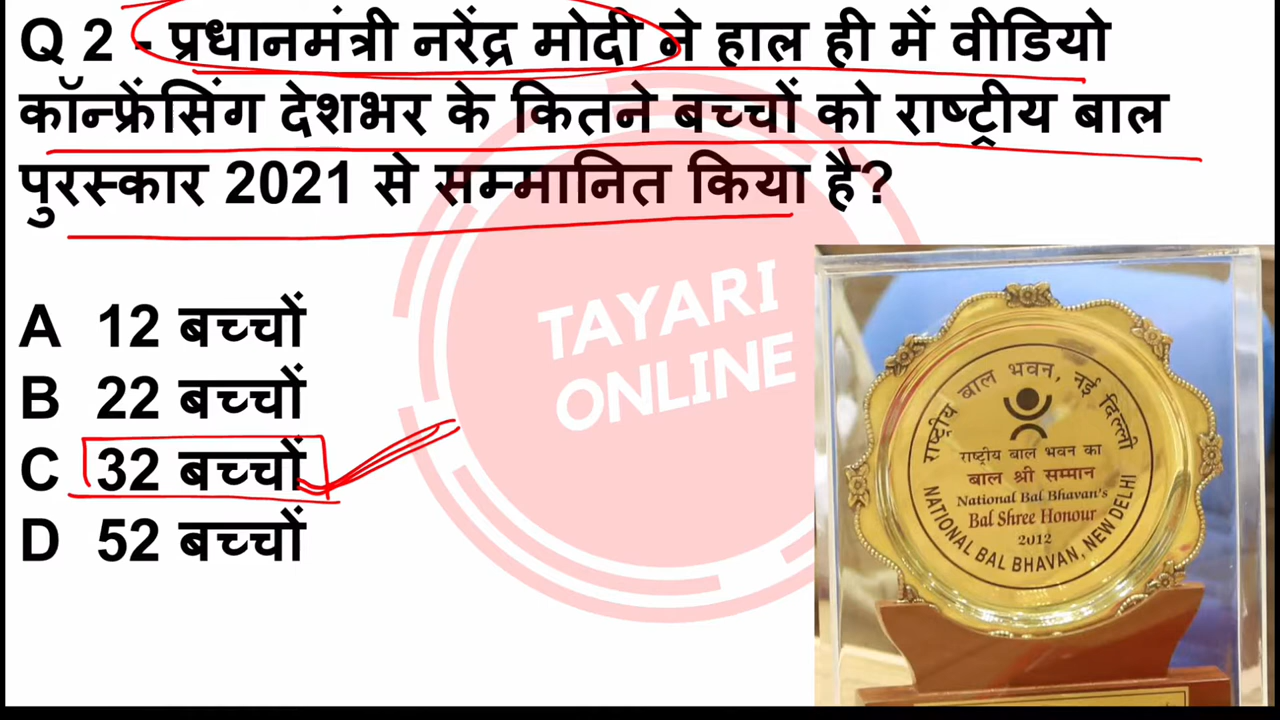 Q 2 - प्रधानमंत्री नरेंद्र मोदी ने हाल ही में वीडियो
कॉन्फ्रेंसिंग देशभर के कितने बच्चों को राष्ट्रीय बाल
पुरस्कार 2021 से सम्मानित किया है?
A 12 बच्चों
B 22 बच्चों
C 32 बच्चों
D 52 बच्चों
TAYARI
ONLINE
राष्ट्रीय बाल भवन, नई दिल्ली
राष्ट्रीय बाल भवन का
बाल श्री सम्मान
National Bal Bhavan's
Bal Shree Honour
2012
NATIONAL BAL BHAVAN, NEW DELHI